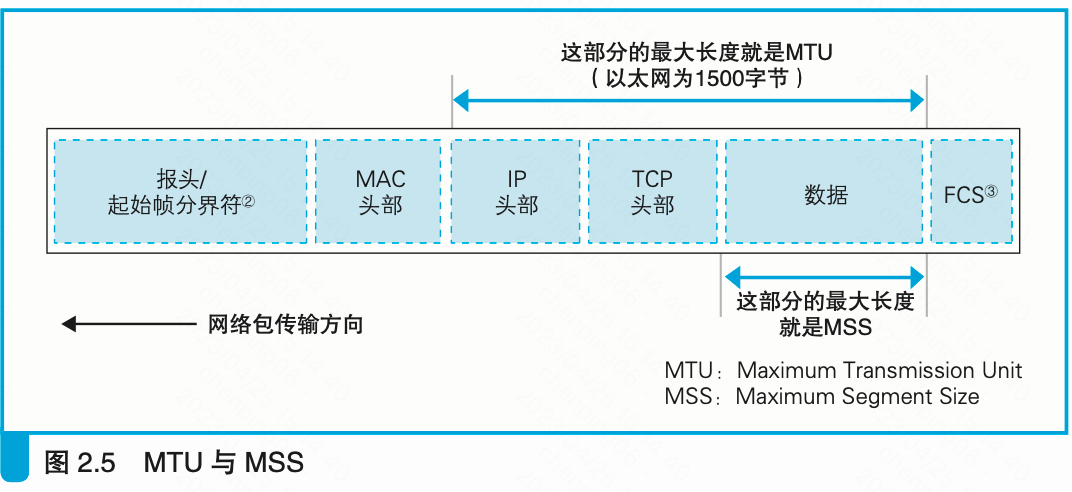 这部分的最大长度就是MTU
（以太网为1500字节）
报头/
起始帧分界符②
MAC
头部
IP
头部
TCP
头部
数据
FCS③
这部分的最大长度
就是MSS
网络包传输方向
MTU：Maximum Transmission Unit
MSS：Maximum Segment Size
图 2.5 MTU 与 MSS